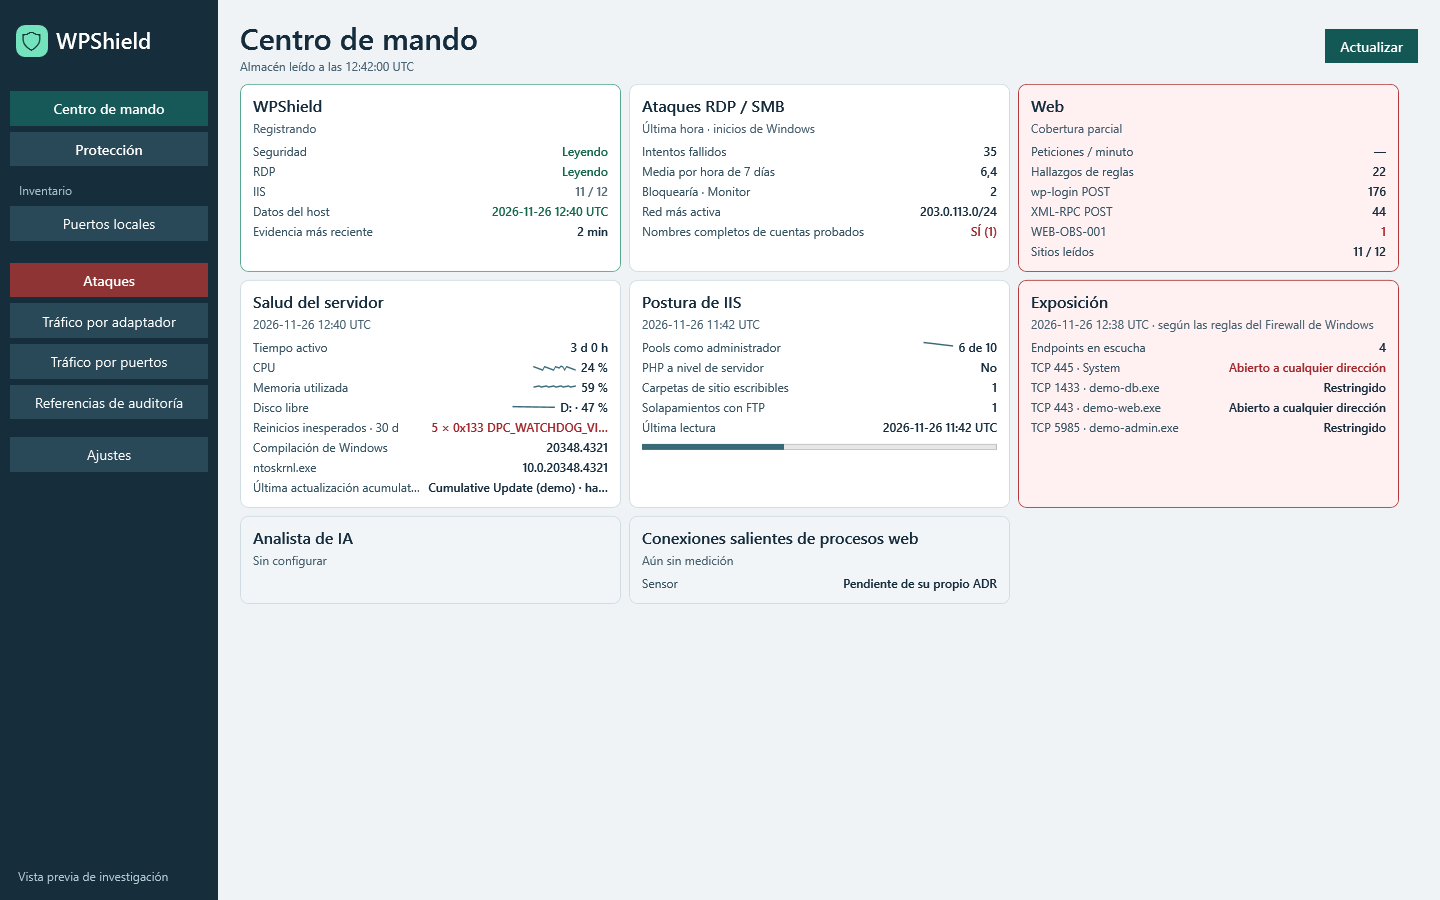 WPShield
Centro de mando
Protección
Inventario
Puertos locales
Ataques
Tráfico por adaptador
Tráfico por puertos
Referencias de auditoría
Ajustes
Vista previa de investigación
Centro de mando
Almacén leído a las 12:42:00 UTC
Actualizar
WPShield
Registrando
Seguridad Leyendo
RDP Leyendo
IIS 11 / 12
Datos del host 2026-11-26 12:40 UTC
Evidencia más reciente 2 min
Ataques RDP / SMB
Última hora · inicios de Windows
Intentos fallidos 35
Media por hora de 7 días 6,4
Bloquearía · Monitor 2
Red más activa 203.0.113.0/24
Nombres completos de cuentas probados SÍ (1)
Web
Cobertura parcial
Peticiones / minuto —
Hallazgos de reglas 22
wp-login POST 176
XML-RPC POST 44
WEB-OBS-001 1
Sitios leídos 11 / 12
Salud del servidor
2026-11-26 12:40 UTC
Tiempo activo 3 d 0 h
CPU 24 %
Memoria utilizada 59 %
Disco libre D: · 47 %
Reinicios inesperados · 30 d 5 × 0x133 DPC_WATCHDOG_VI...
Compilación de Windows 20348.4321
ntoskrnl.exe 10.0.20348.4321
Última actualización acumulat... Cumulative Update (demo) · ha...
Postura de IIS
2026-11-26 11:42 UTC
Pools como administrador 6 de 10
PHP a nivel de servidor No
Carpetas de sitio escribibles 1
Solapamientos con FTP 1
Última lectura 2026-11-26 11:42 UTC
Exposición
2026-11-26 12:38 UTC · según las reglas del Firewall de Windows
Endpoints en escucha 4
TCP 445 · System Abierto a cualquier dirección
TCP 1433 · demo-db.exe Restringido
TCP 443 · demo-web.exe Abierto a cualquier dirección
TCP 5985 · demo-admin.exe Restringido
Analista de IA
Sin configurar
Conexiones salientes de procesos web
Aún sin medición
Sensor Pendiente de su propio ADR